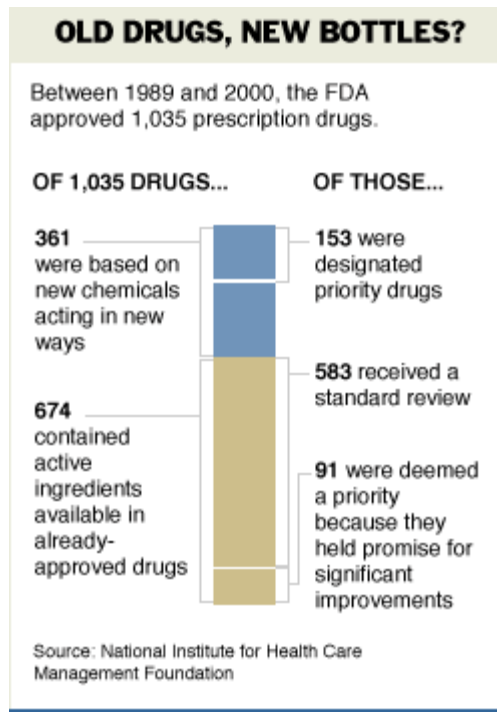 OLD DRUGS, NEW BOTTLES?
Between 1989 and 2000, the FDA
approved 1,035 prescription drugs.
OF 1,035 DRUGS...
OF THOSE...
361
were based on
new chemicals
acting in new
ways
153 were
designated
priority drugs
674
contained
active
ingredients
available in
already-
approved drugs
583 received a
standard review
91 were deemed
a priority
because they
held promise for
significant
improvements
Source: National Institute for Health Care
Management Foundation